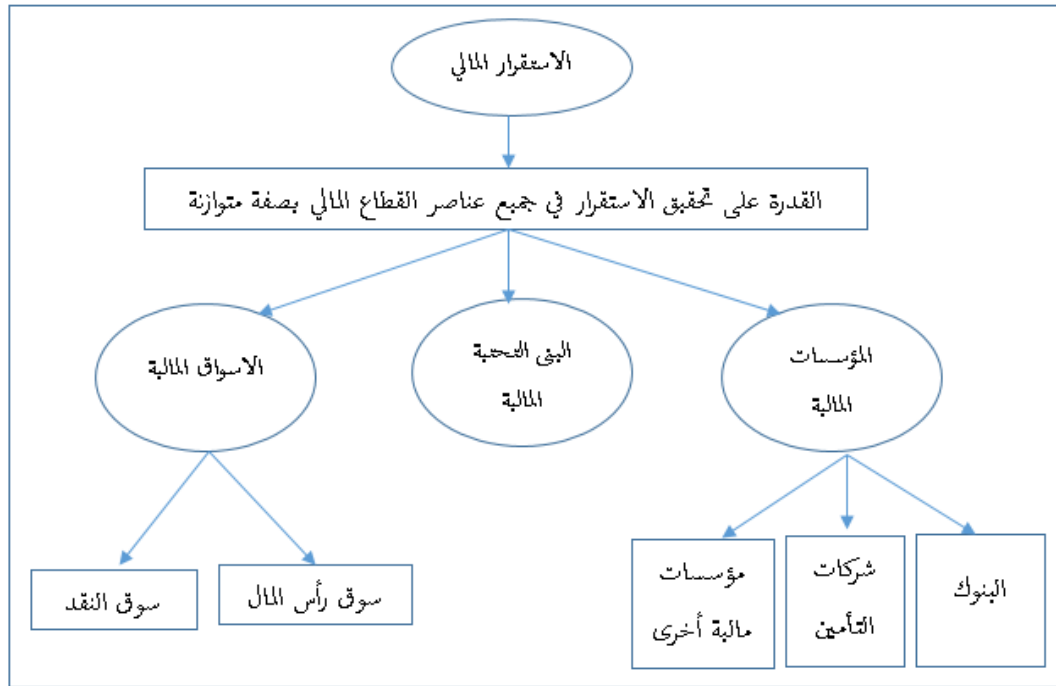 الاستقرار المالي
القدرة على تحقيق الاستقرار في جميع عناصر القطاع المالي بصفة متوازنة
المؤسسات
المالية
البنى التحتية
المالية
الاسواق المالية
البنوك
شركات
التأمين
مؤسسات
مالية أخرى
سوق رأس المال
سوق النقد